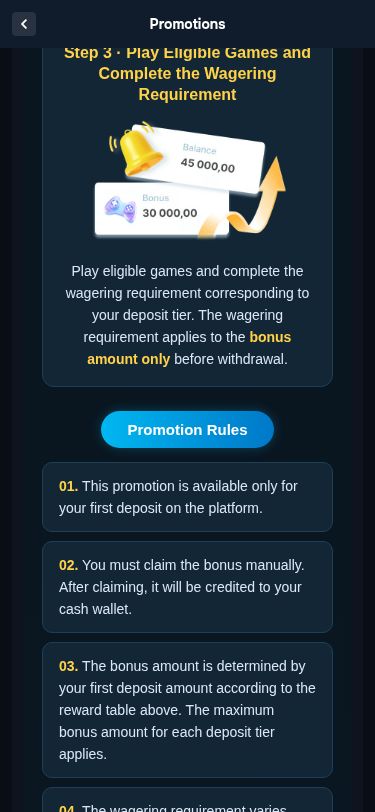 Promotions
Step 3 · Play Eligible Games and
Complete the Wagering
Requirement
Balance
45 000,00
Bonus
30 000,00
Play eligible games and complete the
wagering requirement corresponding to
your deposit tier. The wagering
requirement applies to the bonus
amount only before withdrawal.
Promotion Rules
01. This promotion is available only for
your first deposit on the platform.
02. You must claim the bonus manually.
After claiming, it will be credited to your
cash wallet.
03. The bonus amount is determined by
your first deposit amount according to the
reward table above. The maximum
bonus amount for each deposit tier
applies.
04. The wagering requirement varies